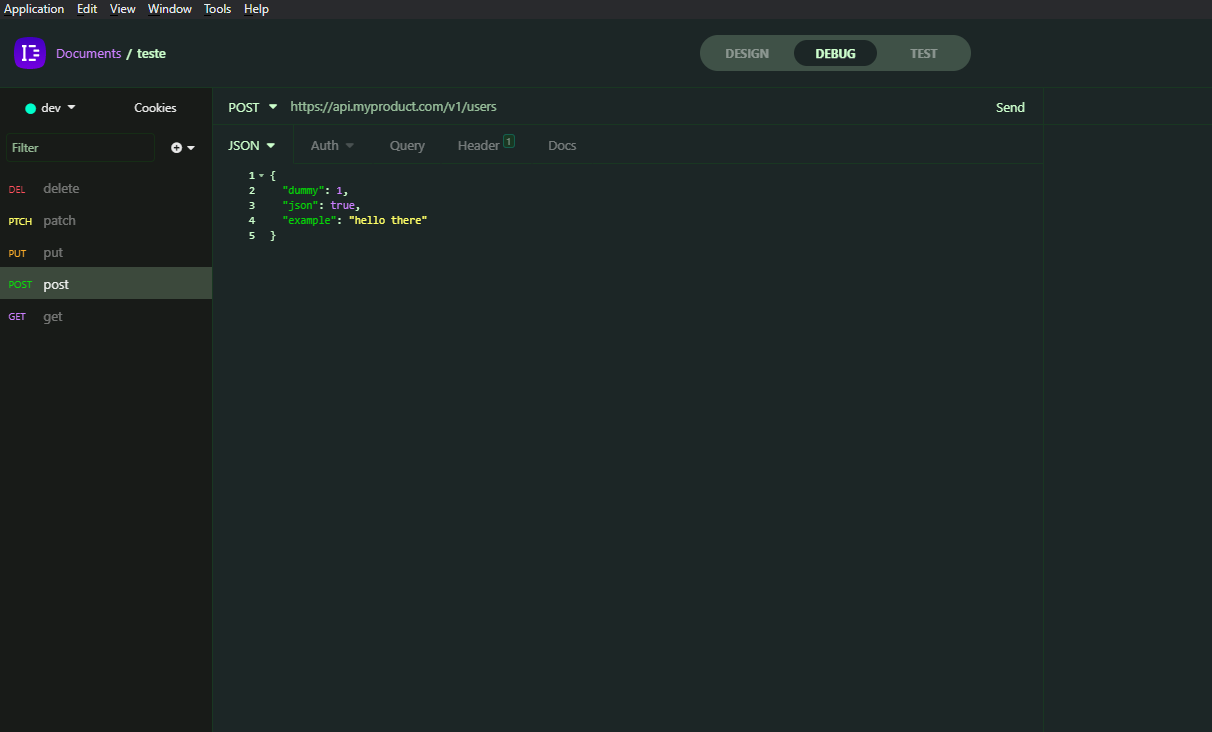 Application Edit View Window Tools Help
Documents / teste
DESIGN DEBUG TEST
dev Cookies
POST https://api.myproduct.com/v1/users Send
Filter
JSON Auth Query Header 1 Docs
1 {
2 "dummy": 1,
3 "json": true,
4 "example": "hello there"
5 }
DEL delete
PTCH patch
PUT put
POST post
GET get